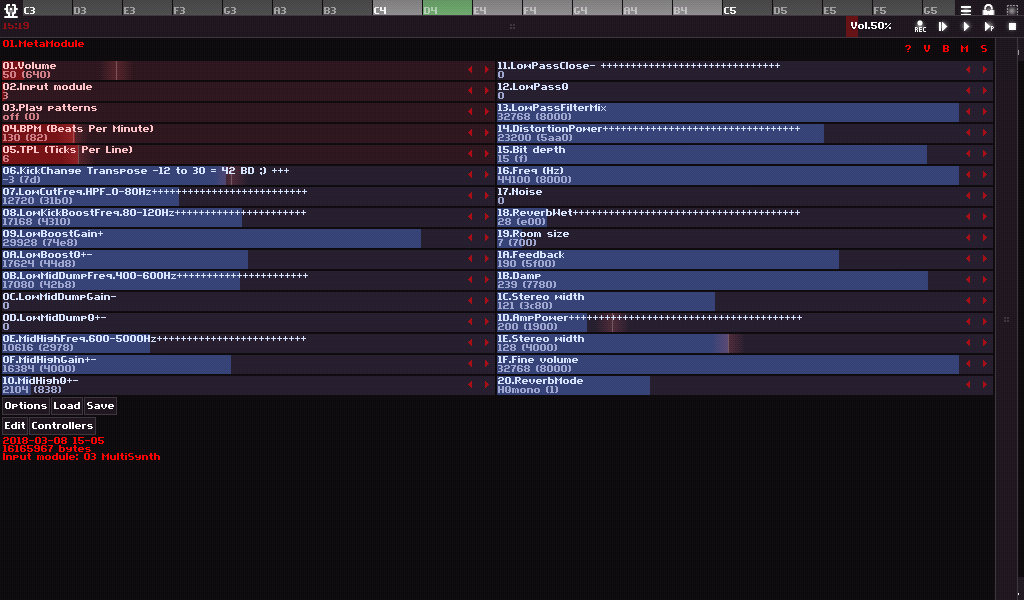 C3 D3 E3 F3 G3 A3 B3 C4 D4 E4 F4 G4 A4 B4 C5 D5 E5 F5 G5
15:19
Vol.50% REC P
01.MetaModule
? V B M S
01.Volume
50 (640)
02.Input module
3
03.Play patterns
off (0)
04.BPM (Beats Per Minute)
130 (82)
05.TPL (Ticks Per Line)
6
06.KickChange Transpose -12 to 30 = 42 BD ;) +++
-3 (7d)
07.LowCutFreq.HPF_0-80Hz++++++++++++++++++++++++
12720 (31b0)
08.LowKickBoostFreq.80-120Hz++++++++++++++++++++
17168 (4310)
09.LowBoostGain+
29928 (74e8)
0A.LowBoostQ+-
17624 (44d8)
0B.LowMidDumpFreq.400-600Hz++++++++++++++++++++
17080 (42b8)
0C.LowMidDumpGain-
0
0D.LowMidDumpQ+-
0
0E.MidHighFreq.600-5000Hz+++++++++++++++++++++++
10616 (2978)
0F.MidHighGain+-
16384 (4000)
10.MidHighQ+-
2104 (838)
11.LowPassClose- ++++++++++++++++++++++++++++
0
12.LowPassQ
0
13.LowPassFilterMix
32768 (8000)
14.DistortionPower+++++++++++++++++++++++++++++++
23200 (5aa0)
15.Bit depth
15 (f)
16.Freq (Hz)
44100 (8000)
17.Noise
0
18.ReverbWet+++++++++++++++++++++++++++++++++++
28 (e00)
19.Room size
7 (700)
1A.Feedback
190 (5f00)
1B.Damp
239 (7780)
1C.Stereo width
121 (3c80)
1D.AmpPower++++++++++++++++++++++++++++++++++++
200 (1900)
1E.Stereo width
128 (4000)
1F.Fine volume
32768 (8000)
20.ReverbMode
HQmono (1)
Options Load Save
Edit Controllers
2018-03-08 15-05
16165967 bytes
Input module: 03 MultiSynth